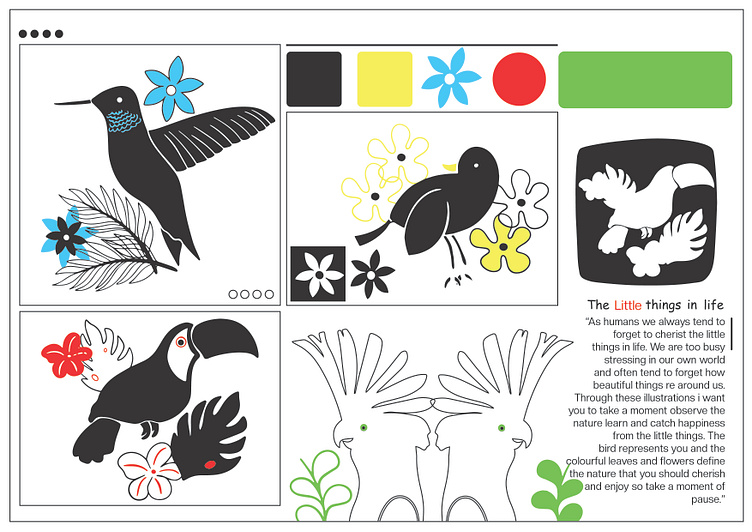 The Little things in life
“As humans we always tend to
forget to cherist the little
things in life. We are too busy
stressing in our own world
and often tend to forget how
beautiful things re around us.
Through these illustrations i want
you to take a moment observe the
nature learn and catch happiness
from the little things. The
bird represents you and the
colourful leaves and flowers define
the nature that you should cherish
and enjoy so take a moment of
pause.”